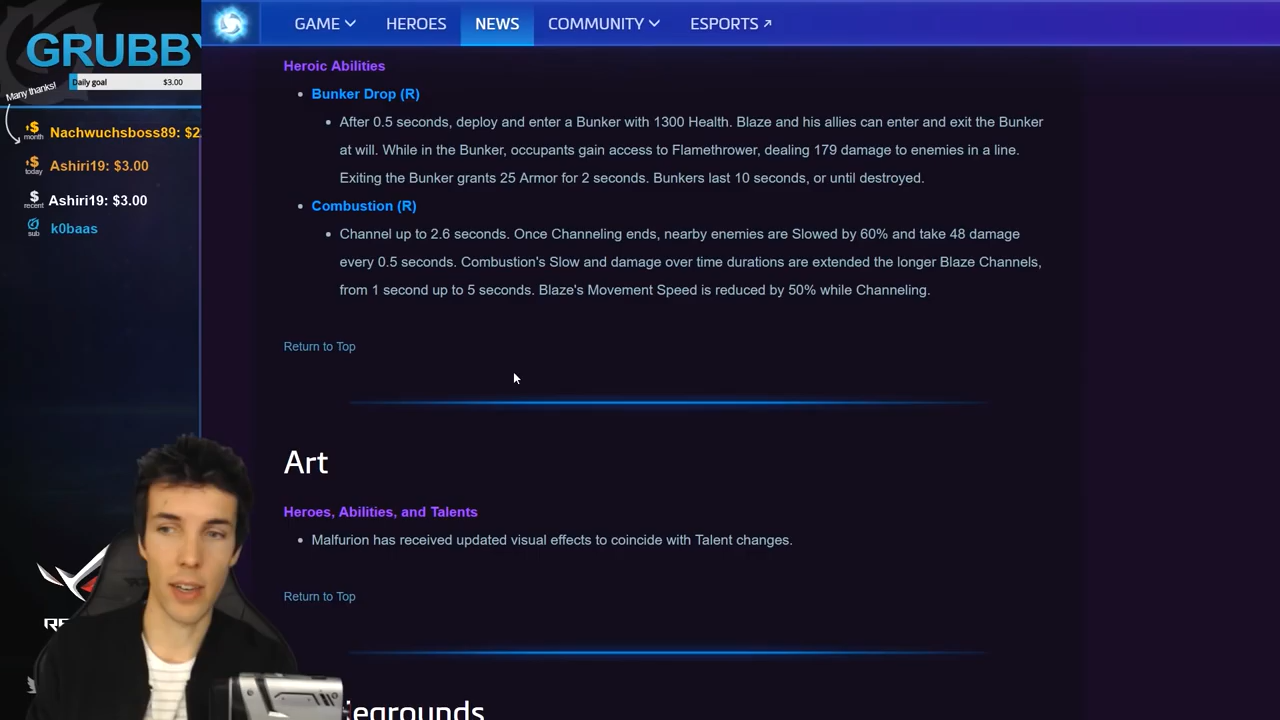 GRUBBY
Daily goal $3.00
Many thanks!
month Nachwuchsboss89: $2
today Ashiri19: $3.00
recent Ashiri19: $3.00
sub k0baas
GAME HEROES NEWS COMMUNITY ESPORTS
Heroic Abilities
Bunker Drop (R)
After 0.5 seconds, deploy and enter a Bunker with 1300 Health. Blaze and his allies can enter and exit the Bunker
at will. While in the Bunker, occupants gain access to Flamethrower, dealing 179 damage to enemies in a line.
Exiting the Bunker grants 25 Armor for 2 seconds. Bunkers last 10 seconds, or until destroyed.
Combustion (R)
Channel up to 2.6 seconds. Once Channeling ends, nearby enemies are Slowed by 60% and take 48 damage
every 0.5 seconds. Combustion's Slow and damage over time durations are extended the longer Blaze Channels,
from 1 second up to 5 seconds. Blaze's Movement Speed is reduced by 50% while Channeling.
Return to Top
Art
Heroes, Abilities, and Talents
Malfurion has received updated visual effects to coincide with Talent changes.
Return to Top